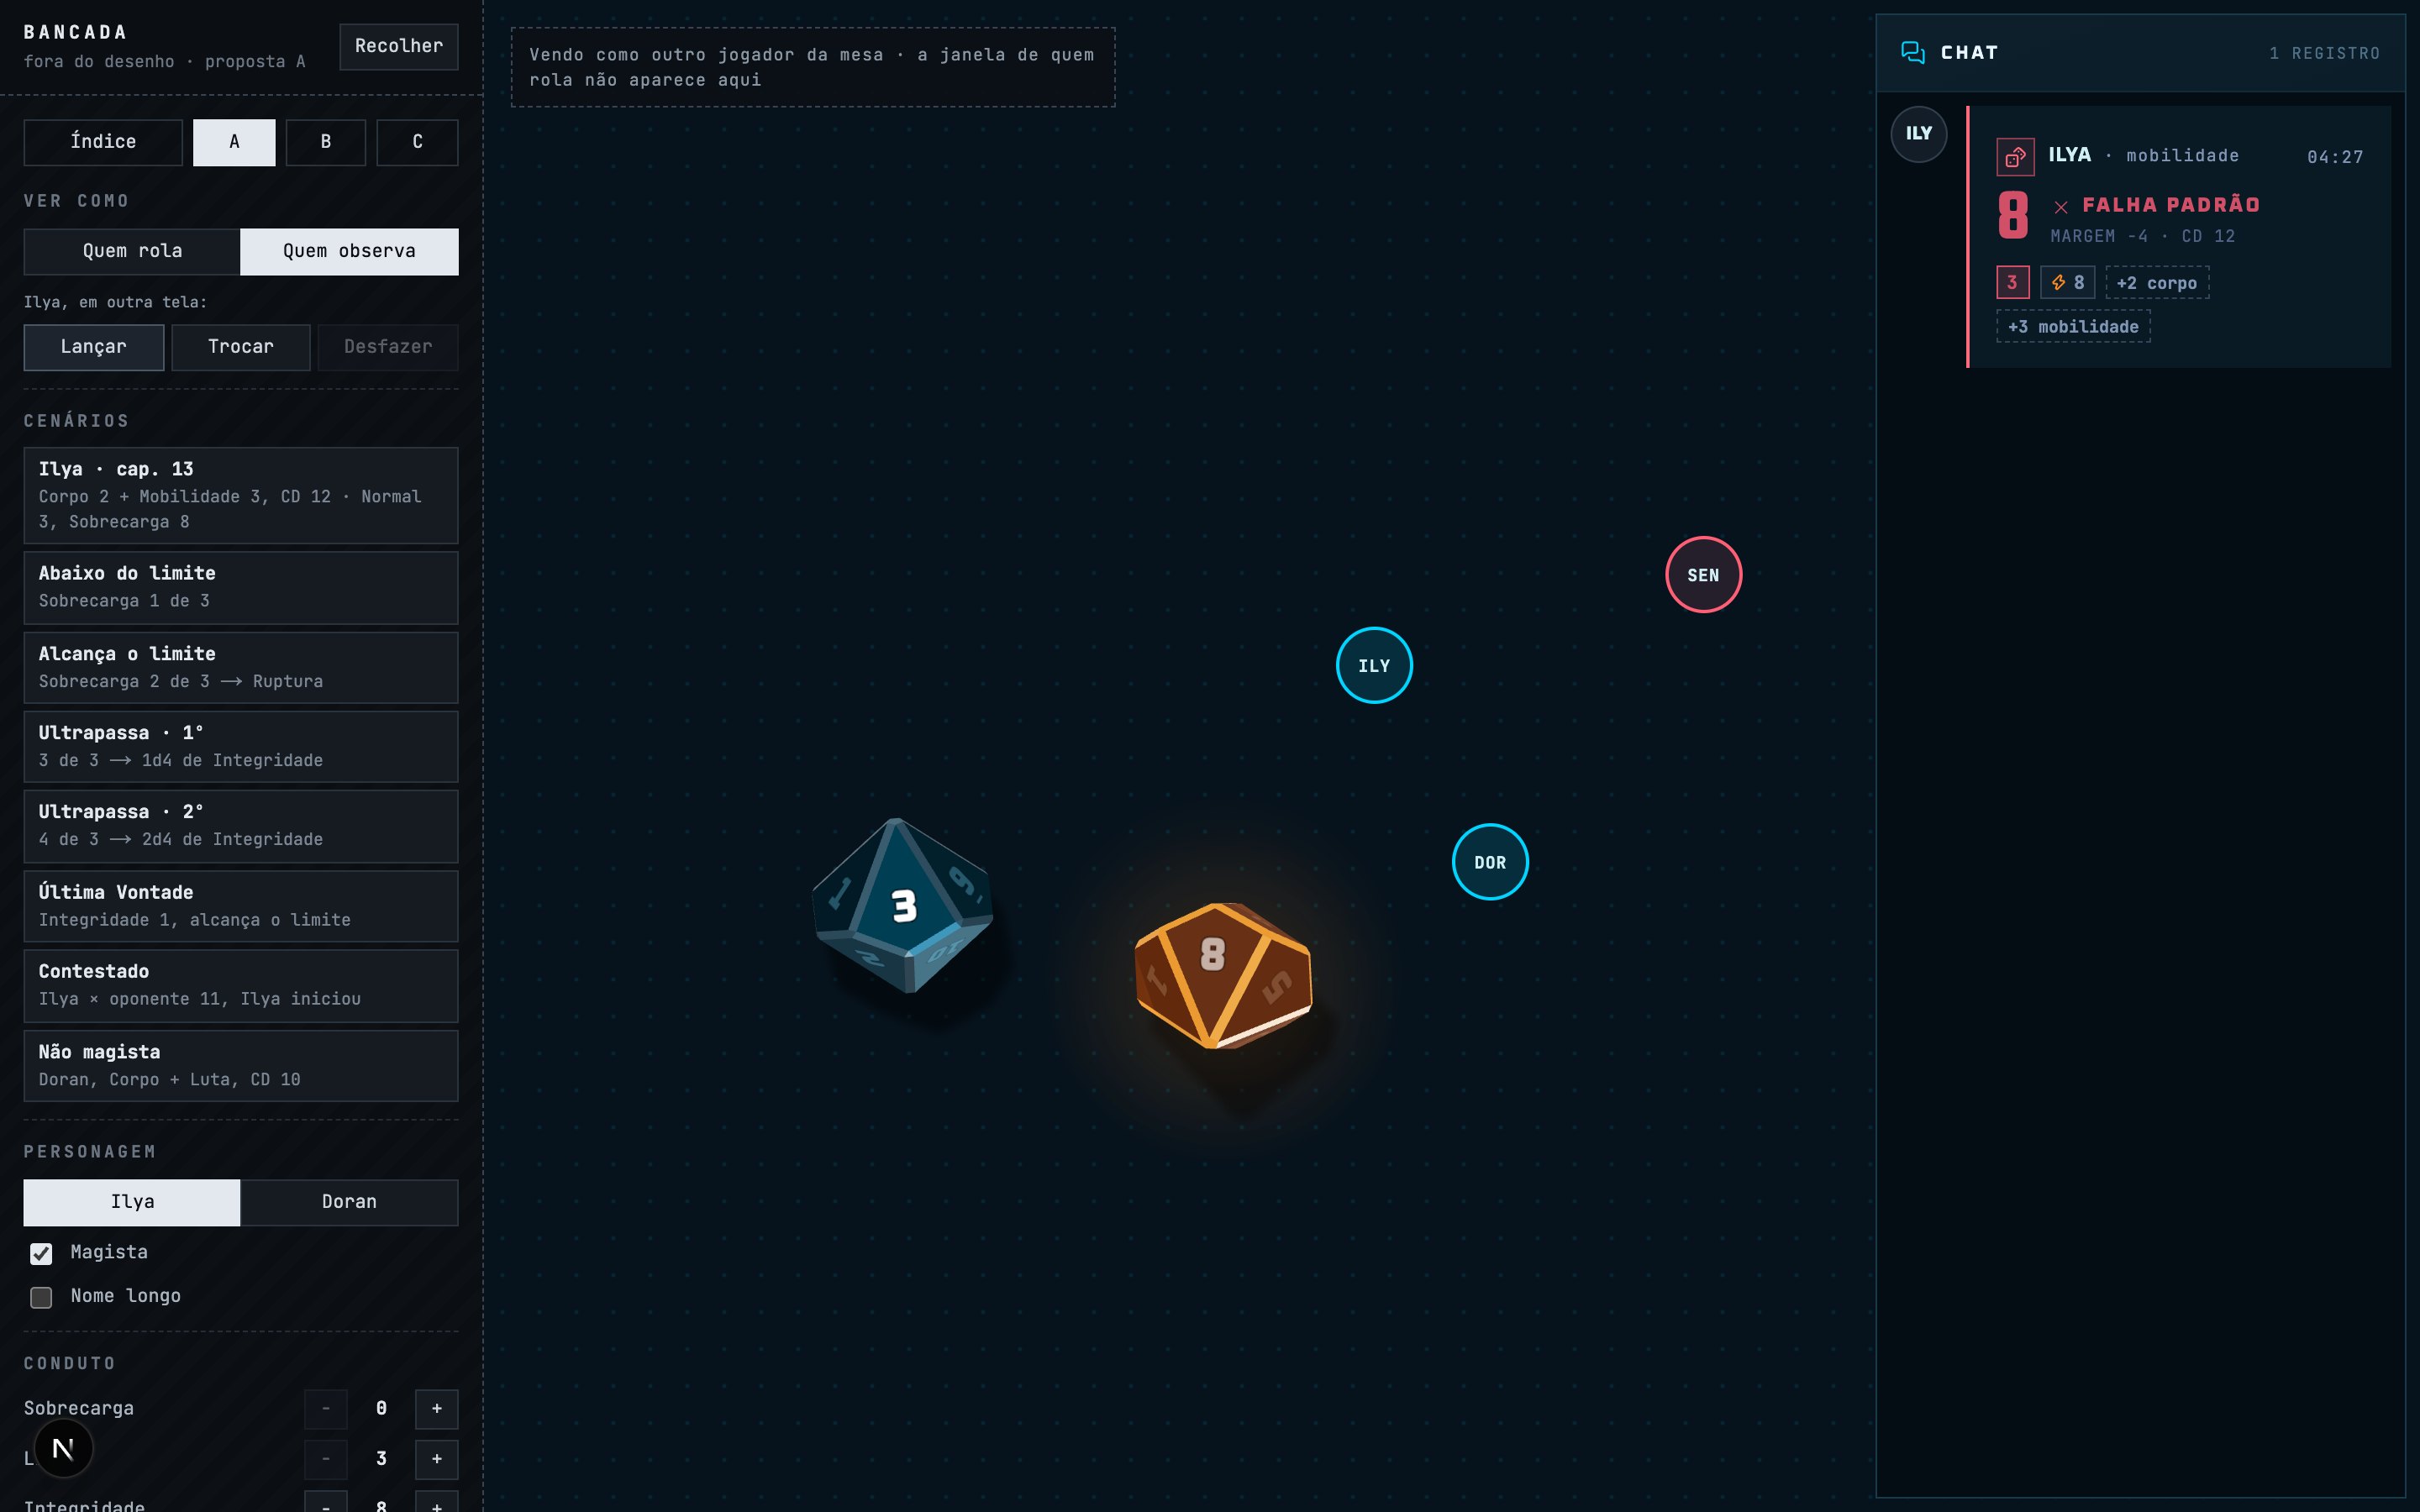 BANCADA
fora do desenho · proposta A
Recolher
Índice
A
B
C
VER COMO
Quem rola
Quem observa
Ilya, em outra tela:
Lançar
Trocar
Desfazer
CENÁRIOS
Ilya · cap. 13
Corpo 2 + Mobilidade 3, CD 12 · Normal
3, Sobrecarga 8
Abaixo do limite
Sobrecarga 1 de 3
Alcança o limite
Sobrecarga 2 de 3 → Ruptura
Ultrapassa · 1°
3 de 3 → 1d4 de Integridade
Ultrapassa · 2°
4 de 3 → 2d4 de Integridade
Última Vontade
Integridade 1, alcança o limite
Contestado
Ilya × oponente 11, Ilya iniciou
Não magista
Doran, Corpo + Luta, CD 10
PERSONAGEM
Ilya
Doran
Magista
Nome longo
CONDUTO
Sobrecarga
- 0 +
L
- 3 +
Integridade
- 8 +
N
Vendo como outro jogador da mesa · a janela de quem
rola não aparece aqui
SEN
ILY
DOR
3
1
9
2
10
8
1
5
CHAT
1 REGISTRO
ILY
ILYA · mobilidade
04:27
8
× FALHA PADRÃO
MARGEM -4 · CD 12
3
8
+2 corpo
+3 mobilidade